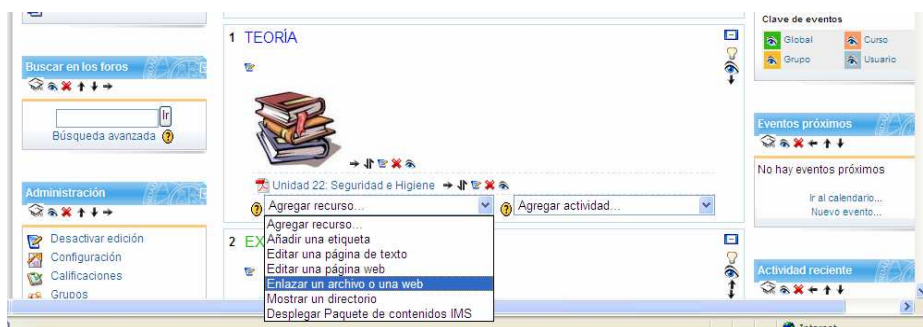 Buscar en los foros
Ir
Búsqueda avanzada
Administración
Desactivar edición
Configuración
Calificaciones
Grupos
1 TEORÍA
Unidad 22: Seguridad e Higiene
Agregar recurso...
Agregar actividad...
Agregar recurso...
Añadir una etiqueta
Editar una página de texto
Editar una página web
Enlazar un archivo o una web
Mostrar un directorio
Desplegar Paquete de contenidos IMS
2 EX
Clave de eventos
Global
Curso
Grupo
Usuario
Eventos próximos
No hay eventos próximos
Ir al calendario...
Nuevo evento...
Actividad reciente